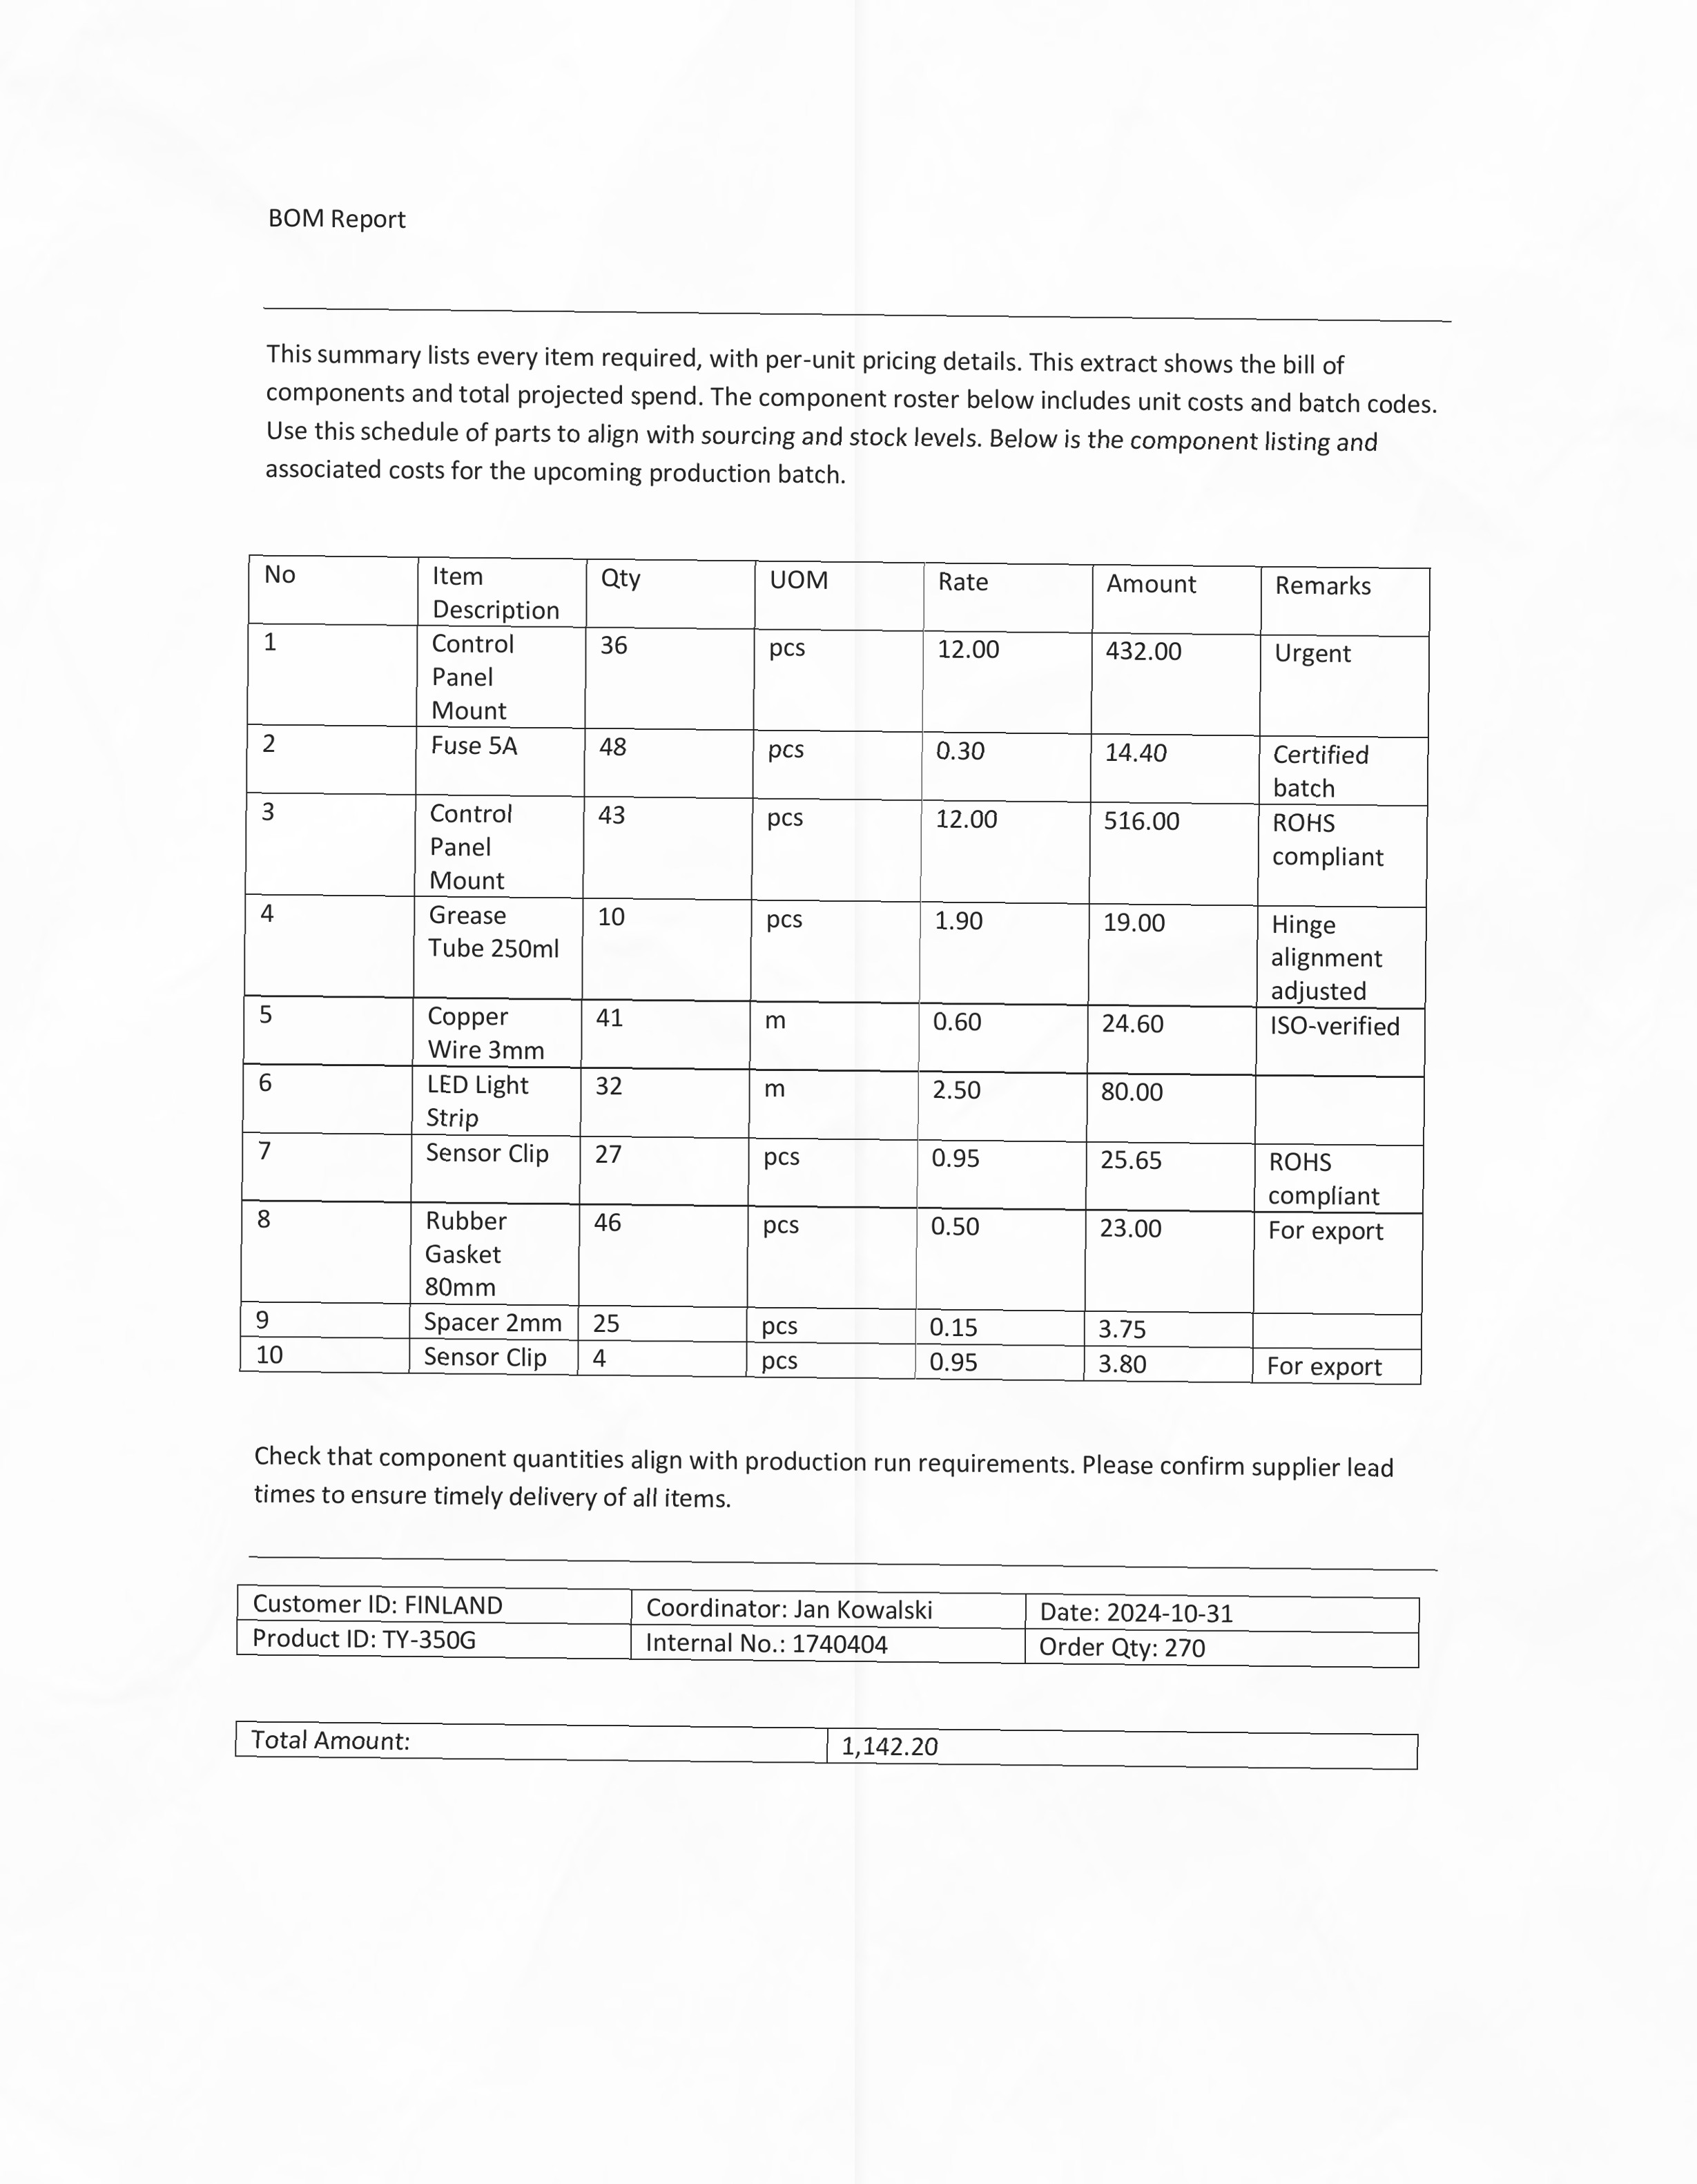 BOM Report
This summary lists every item required, with per-unit pricing details. This extract shows the bill of
components and total projected spend. The component roster below includes unit costs and batch codes.
Use this schedule of parts to align with sourcing and stock levels. Below is the component listing and
associated costs for the upcoming production batch.
No Item Description Qty UOM Rate Amount Remarks
1 Control Panel Mount 36 pcs 12.00 432.00 Urgent
2 Fuse 5A 48 pcs 0.30 14.40 Certified batch
3 Control Panel Mount 43 pcs 12.00 516.00 ROHS compliant
4 Grease Tube 250ml 10 pcs 1.90 19.00 Hinge alignment adjusted
5 Copper Wire 3mm 41 m 0.60 24.60 ISO-verified
6 LED Light Strip 32 m 2.50 80.00
7 Sensor Clip 27 pcs 0.95 25.65 ROHS compliant
8 Rubber Gasket 80mm 46 pcs 0.50 23.00 For export
9 Spacer 2mm 25 pcs 0.15 3.75
10 Sensor Clip 4 pcs 0.95 3.80 For export
Check that component quantities align with production run requirements. Please confirm supplier lead
times to ensure timely delivery of all items.
Customer ID: FINLAND Coordinator: Jan Kowalski Date: 2024-10-31
Product ID: TY-350G Internal No.: 1740404 Order Qty: 270
Total Amount: 1,142.20